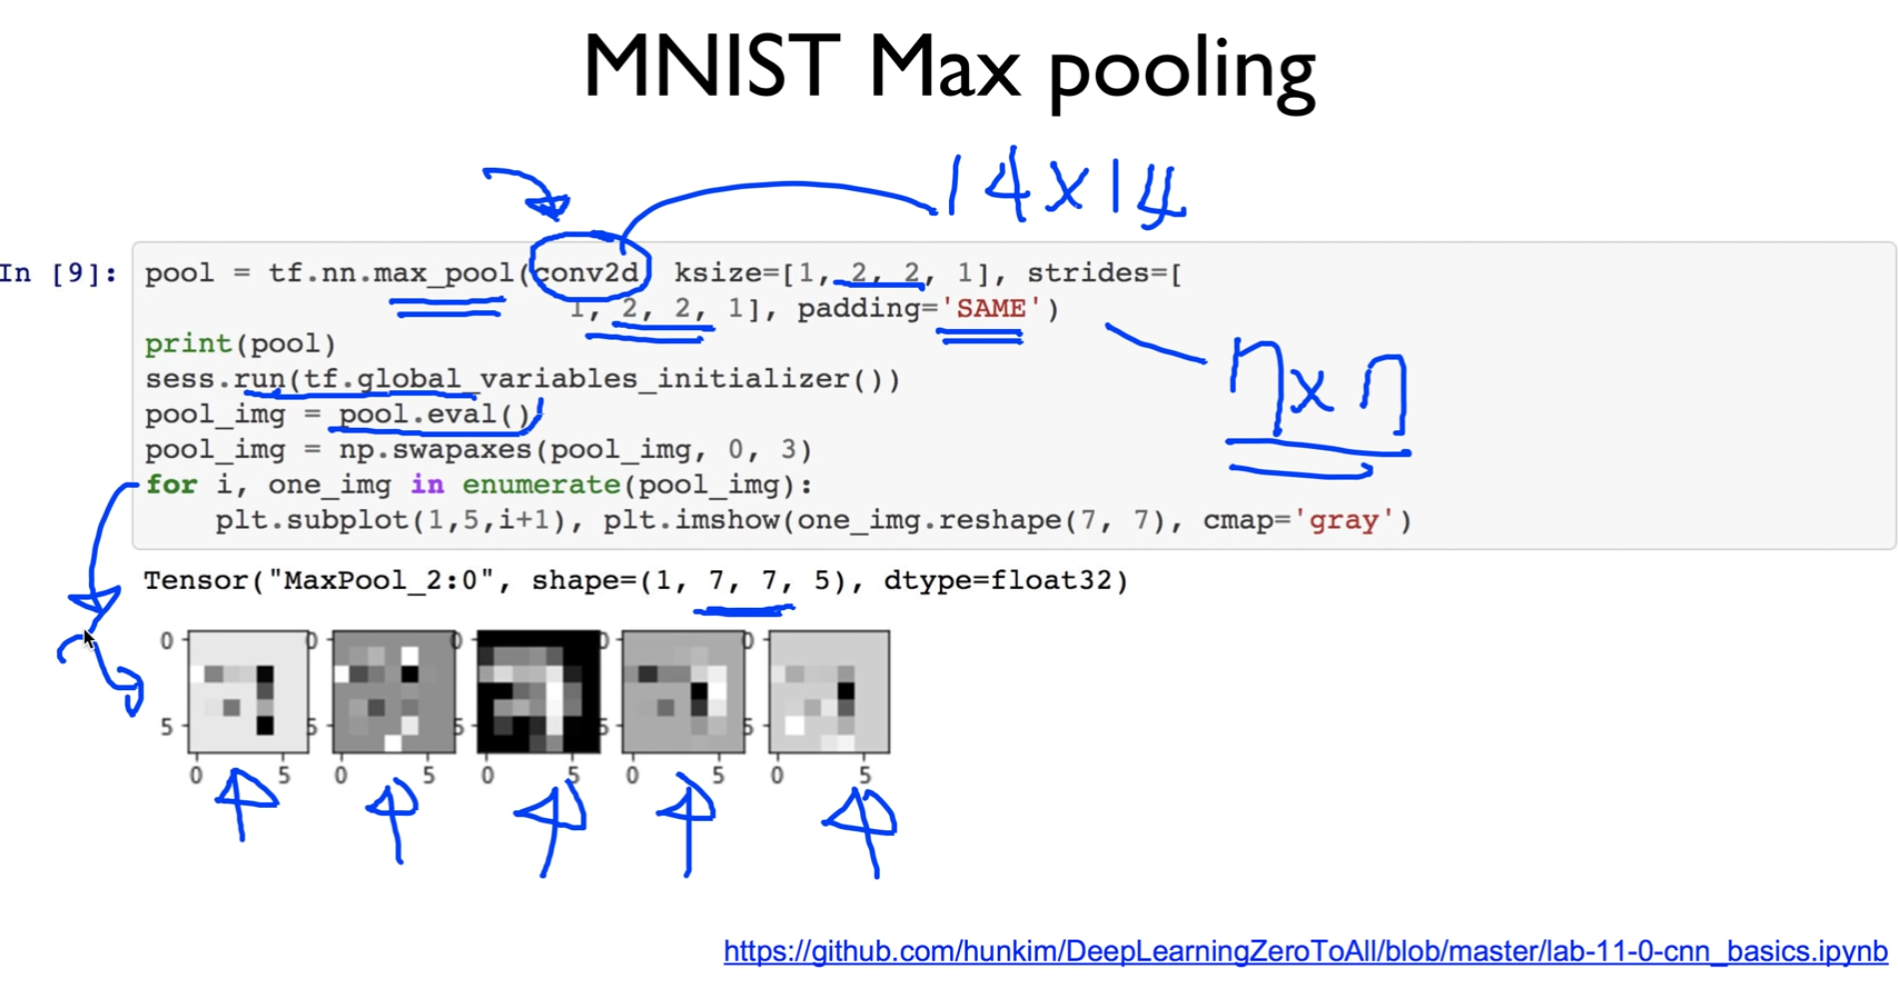 MNIST Max pooling
14x14
In [9]: pool = tf.nn.max_pool(conv2d, ksize=[1, 2, 2, 1], strides=[
1, 2, 2, 1], padding='SAME')
print(pool)
sess.run(tf.global_variables_initializer())
7x7
pool_img = pool.eval()
pool_img = np.swapaxes(pool_img, 0, 3)
for i, one_img in enumerate(pool_img):
plt.subplot(1,5,i+1), plt.imshow(one_img.reshape(7, 7), cmap='gray')
Tensor("MaxPool_2:0", shape=(1, 7, 7, 5), dtype=float32)
0 0 0 0 0
5 5 5 5 5
0 5 0 5 0 5 0 5 0 5
https://github.com/hunkim/DeepLearningZeroToAll/blob/master/lab-11-0-cnn_basics.ipynb